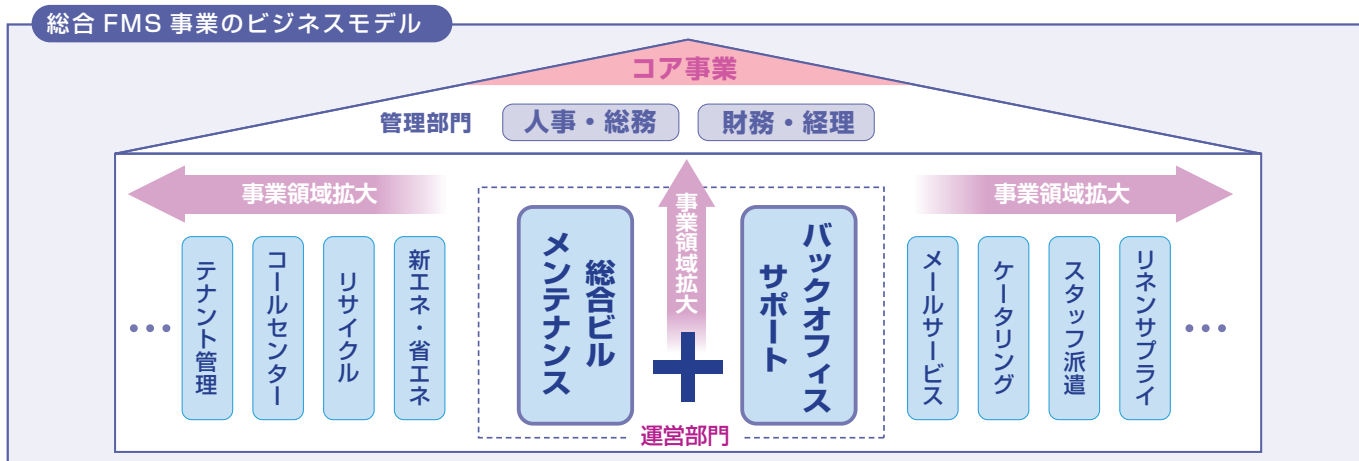 総合 FMS 事業のビジネスモデル
コア事業
管理部門
人事・総務
財務・経理
事業領域拡大
事業領域拡大
事業領域拡大
テナント管理
コールセンター
リサイクル
新エネ・省エネ
総合ビル
メンテナンス
バックオフィス
サポート
メールサービス
ケータリング
スタッフ派遣
リネンサプライ
•••
•••
運営部門